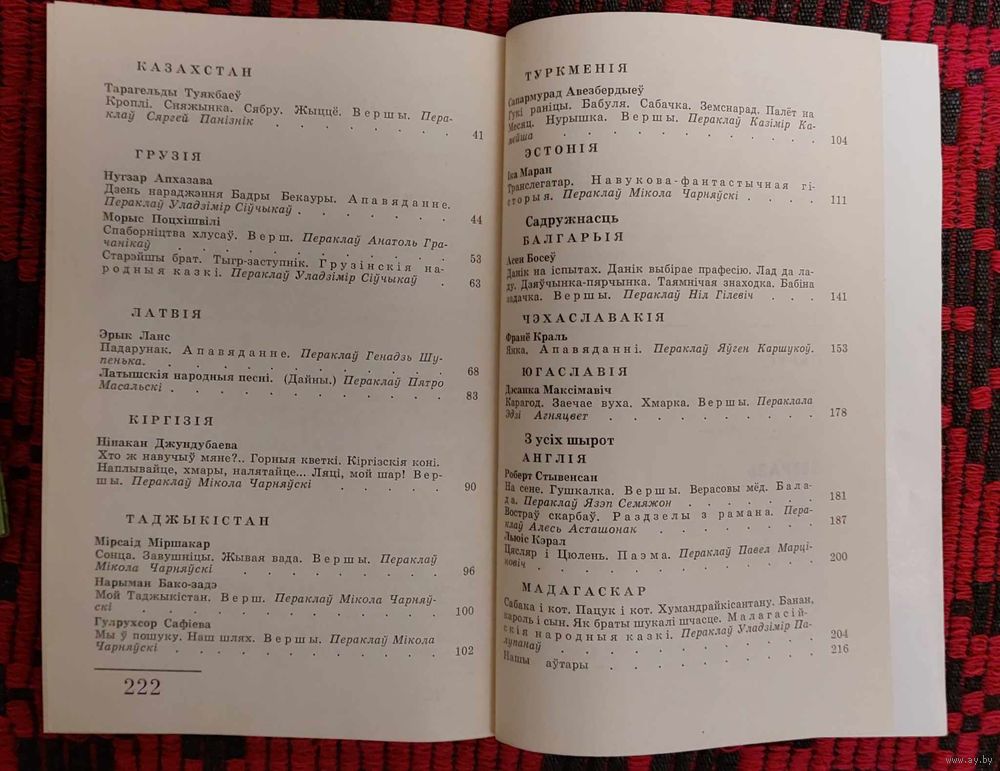 КАЗАХСТАН
Тарагельды Туякбаеў
Кроплі. Сняжынка. Сябру. Жыццё. Вершы. Пера-
клаў Сяргей Панізнік . . . . . . . . 41
ГРУЗІЯ
Нугзар Апхазава
Дзень нараджэння Бадры Бекауры. Апавяданне.
Пераклаў Уладзімір Сіўчыкаў . . . . . . 44
Морыс Поцхішвілі
Спаборніцтва хлусаў. Верш. Пераклаў Анатоль Гра-
чанікаў . . . . . . . . . . 53
Старэйшы брат. Тыгр-заступнік. Грузінскія на-
родныя казкі. Пераклаў Уладзімір Сіўчыкаў . 63
ЛАТВІЯ
Эрык Ланс
Падарунак. Апавяданне. Пераклаў Генадзь Шу-
пенька. . . . . . . . . . . 68
Латышскія народныя песні. (Дайны.) Пераклаў Пятро
Масальскі . . . . . . . . . . 83
КІРГІЗІЯ
Нінакан Джундубаева
Хто ж навучыў мяне?.. Горныя кветкі. Кіргізскія коні.
Наплывайце, хмары, налятайце... Ляці, мой шар! Вер-
шы. Пераклаў Мікола Чарняўскі . . . . . 90
ТАДЖЫКІСТАН
Мірсаід Міршакар
Сонца. Завушніцы. Жывая вада. Вершы. Пераклаў
Мікола Чарняўскі . . . . . . . . 96
Нарыман Бако-задэ
Мой Таджыкістан. Верш. Пераклаў Мікола Чарняў-
скі . . . . . . . . . . . 100
Гулрухсор Сафіева
Мы ў пошуку. Наш шлях. Вершы. Пераклаў Мікола
Чарняўскі . . . . . . . . . . 102
222
ТУРКМЕНІЯ
Сапармурад Авезбердыеў
Гукі раніцы. Бабуля. Сабачка. Земснарад. Палёт на
Месяц. Нурышка. Вершы. Пераклаў Казімір Ка-
мейша . . . . . . . . . . 104
ЭСТОНІЯ
Іка Маран
Транслегатар. Навукова-фантастычная гі-
сторыя. Пераклаў Мікола Чарняўскі . . . . 111
Садружнасць
БАЛГАРЫЯ
Асен Босеў
Данік на іспытах. Данік выбірае прафесію. Лад да ла-
ду. Дзяўчынка-пярчынка. Таямнічая знаходка. Бабіна
задачка. Вершы. Пераклаў Ніл Гілевіч . . . 141
ЧЭХАСЛАВАКІЯ
Франё Краль
Янка. Апавяданні. Пераклаў Яўген Каршукоў. 153
ЮГАСЛАВІЯ
Джанка Максімавіч
Карагод. Заечае вуха. Хмарка. Вершы. Пераклала
Эдзі Агняцвет . . . . . . . . . 178
З усіх шырот
АНГЛІЯ
Роберт Стывенсан
На сене. Гушкалка. Вершы. Верасовы мёд. Бала-
да. Пераклаў Язэп Семяжон . . . . . . 181
Востраў скарбаў. Раздзелы з рамана. Пера-
клаў Алесь Асташонак . . . . . . . 187
Льюіс Кэрал
Цясляр і Цюлень. Паэма. Пераклаў Павел Марці-
новіч . . . . . . . . . . 200
МАДАГАСКАР
Сабака і кот. Пацук і кот. Хумандрайкісантану. Банан,
кароль і сын. Як браты шукалі шчасце. Малагасій-
скія народныя казкі. Пераклаў Уладзімір Па-
лупанаў . . . . . . . . . . 204
Нашы аўтары . . . . . . . . . 216
www.ay.by